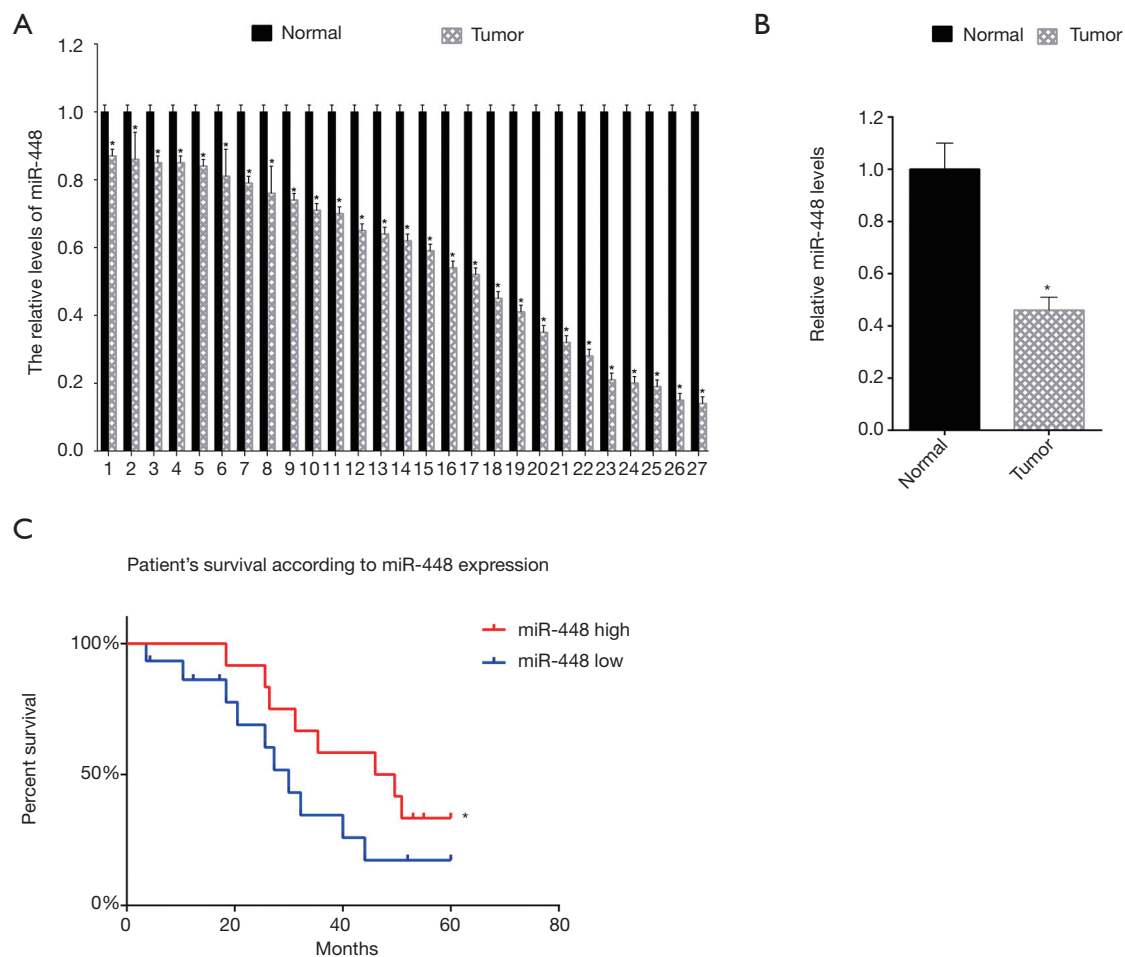 A
Normal Tumor
The relative levels of miR-448
1.2
1.0
0.8
0.6
0.4
0.2
0.0
* * * * * * * * * * * * * * * * * * * * * * * * * * *
1 2 3 4 5 6 7 8 9 10 11 12 13 14 15 16 17 18 19 20 21 22 23 24 25 26 27
B
Normal Tumor
Relative miR-448 levels
1.2
1.0
0.8
0.6
0.4
0.2
0.0
*
Normal Tumor
C
Patient's survival according to miR-448 expression
miR-448 high
miR-448 low
Percent survival
100%
50%
0%
*
0 20 40 60 80
Months